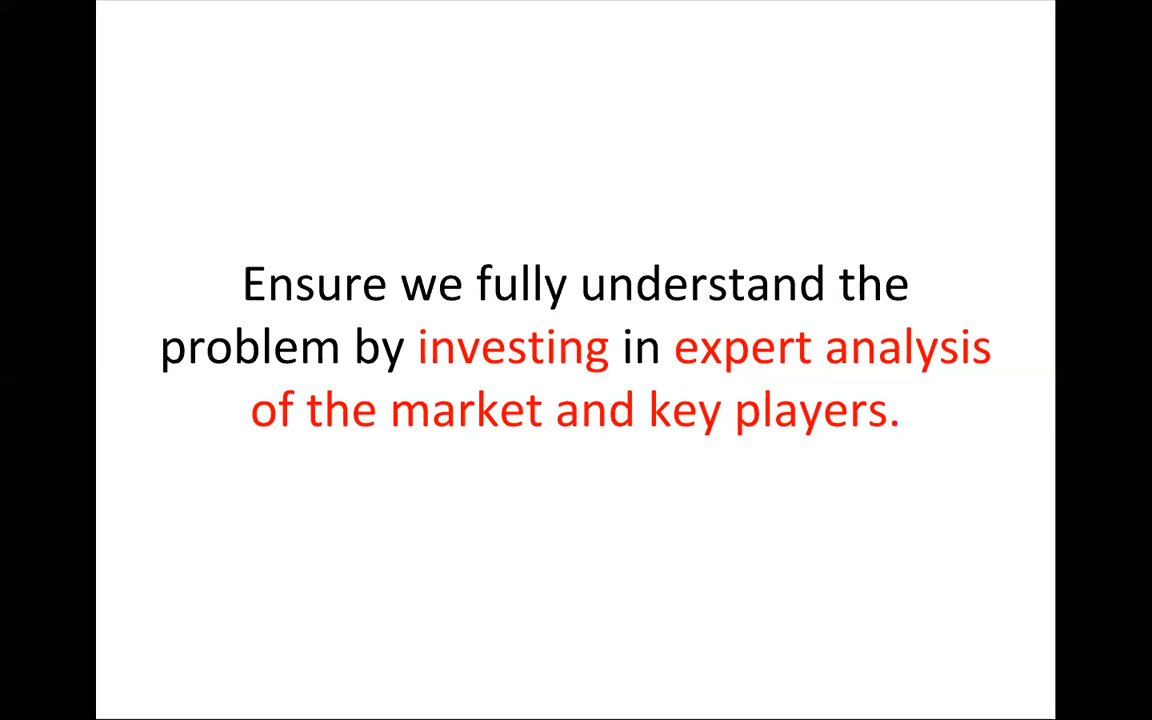 Ensure we fully understand the
problem by investing in expert analysis
of the market and key players.